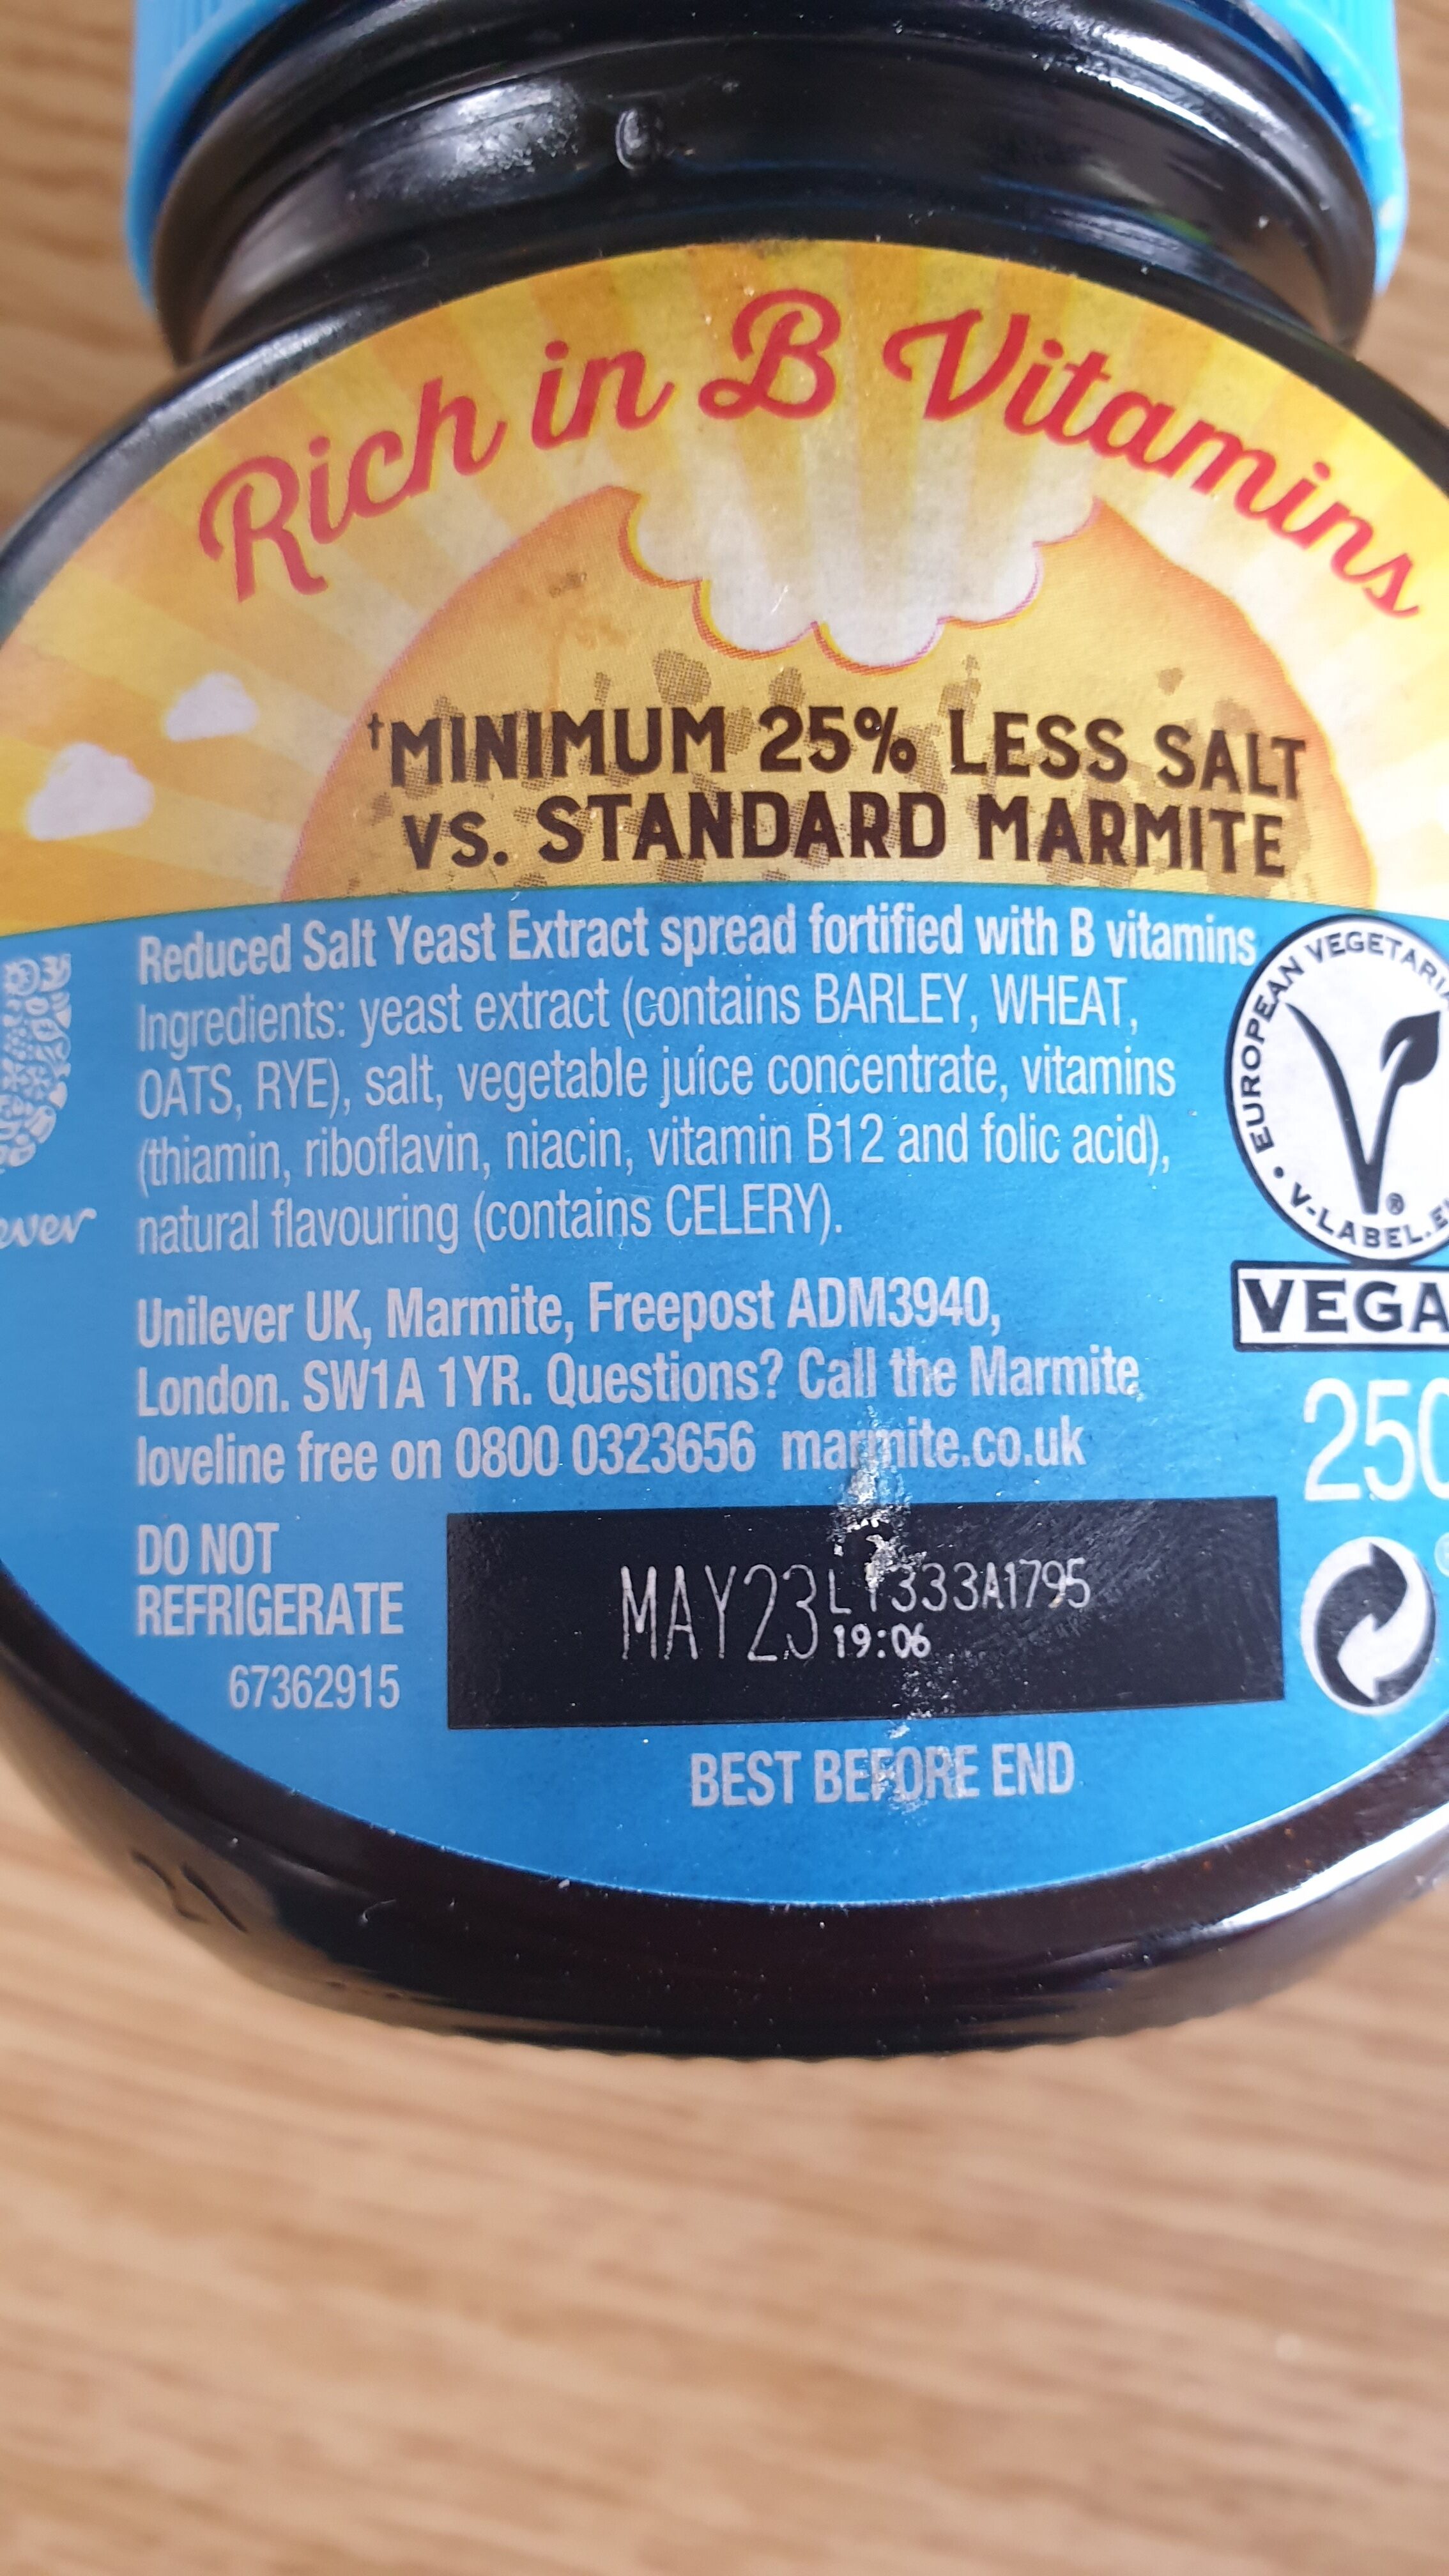 Rich in B Vitamins
†MINIMUM 25% LESS SALT
VS. STANDARD MARMITE
Reduced Salt Yeast Extract spread fortified with B vitamins
Ingredients: yeast extract (contains BARLEY, WHEAT,
OATS, RYE), salt, vegetable juice concentrate, vitamins
(thiamin, riboflavin, niacin, vitamin B12 and folic acid),
natural flavouring (contains CELERY).
Unilever UK, Marmite, Freepost ADM3940,
London. SW1A 1YR. Questions? Call the Marmite
loveline free on 0800 0323656 marmite.co.uk
DO NOT
REFRIGERATE
67362915
MAY23 L1333A1795
19:06
BEST BEFORE END
EUROPEAN
V-LABEL.
250
21